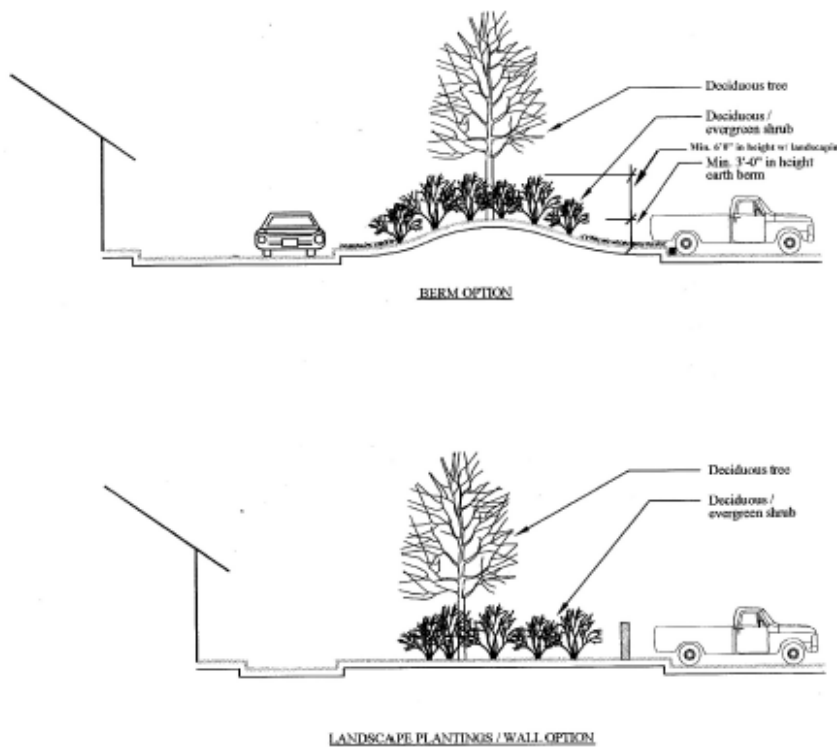 Deciduous tree
Deciduous /
evergreen shrub
Min. 6'0" in height w/ landscapin
Min. 3'-0" in height
earth berm
BERM OPTION
Deciduous tree
Deciduous /
evergreen shrub
LANDSCAPE PLANTINGS / WALL OPTION